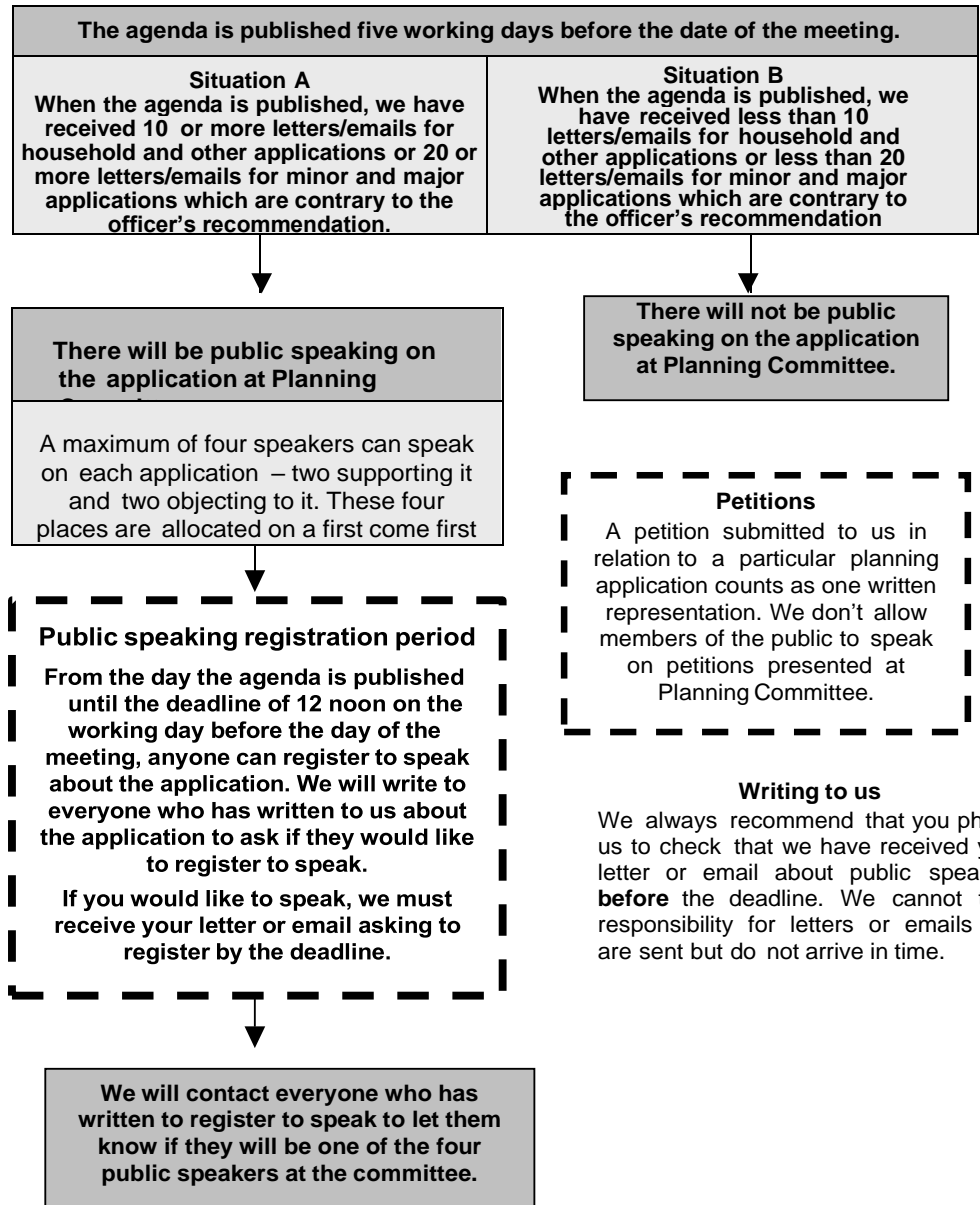 The agenda is published five working days before the date of the meeting.
Situation A
When the agenda is published, we have
received 10 or more letters/emails for
household and other applications or 20 or
more letters/emails for minor and major
applications which are contrary to the
officer’s recommendation.
Situation B
When the agenda is published, we
have received less than 10
letters/emails for household and
other applications or less than 20
letters/emails for minor and major
applications which are contrary to
the officer’s recommendation
There will be public speaking on
the application at Planning
There will not be public
speaking on the application
at Planning Committee.
A maximum of four speakers can speak
on each application – two supporting it
and two objecting to it. These four
places are allocated on a first come first
Petitions
A petition submitted to us in
relation to a particular planning
application counts as one written
representation. We don’t allow
members of the public to speak
on petitions presented at
Planning Committee.
Public speaking registration period
From the day the agenda is published
until the deadline of 12 noon on the
working day before the day of the
meeting, anyone can register to speak
about the application. We will write to
everyone who has written to us about
the application to ask if they would like
to register to speak.
If you would like to speak, we must
receive your letter or email asking to
register by the deadline.
Writing to us
We always recommend that you
us to check that we have received
letter or email about public
before the deadline. We cannot
responsibility for letters or emails
are sent but do not arrive in time.
We will contact everyone who has
written to register to speak to let them
know if they will be one of the four
public speakers at the committee.